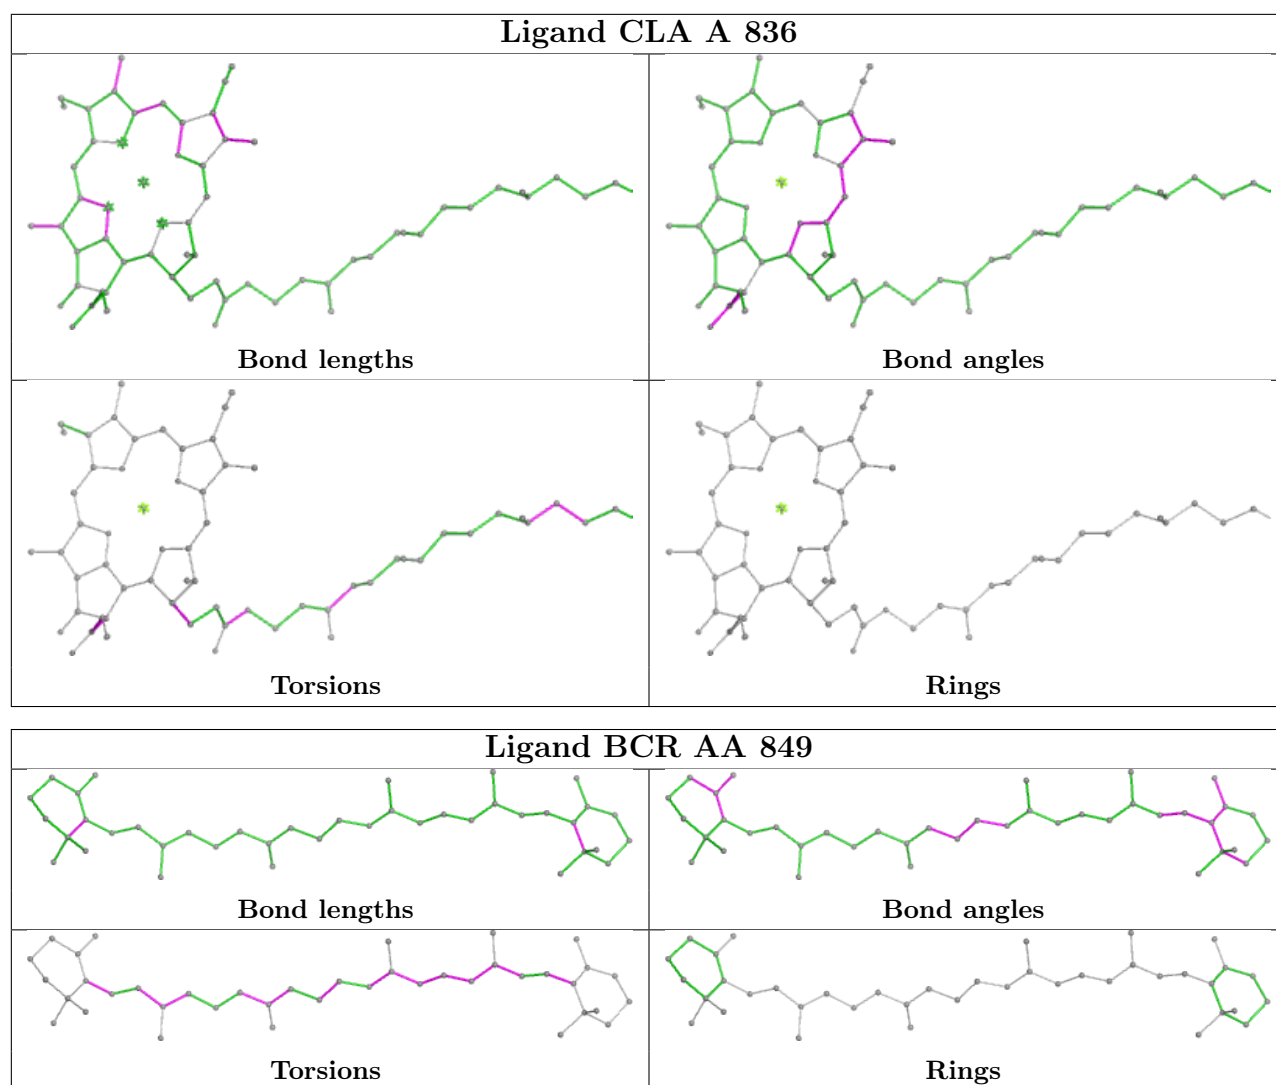 Ligand CLA A 836
Bond lengths
Bond angles
Torsions
Rings
Ligand BCR AA 849
Bond lengths
Bond angles
Torsions
Rings